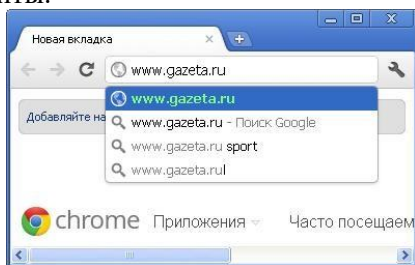 Новая вкладка
www.gazeta.ru
www.gazeta.ru
Добавляйте на
www.gazeta.ru - Поиск Google
www.gazeta.ru sport
www.gazeta.rul
chrome Приложения Часто посещаем